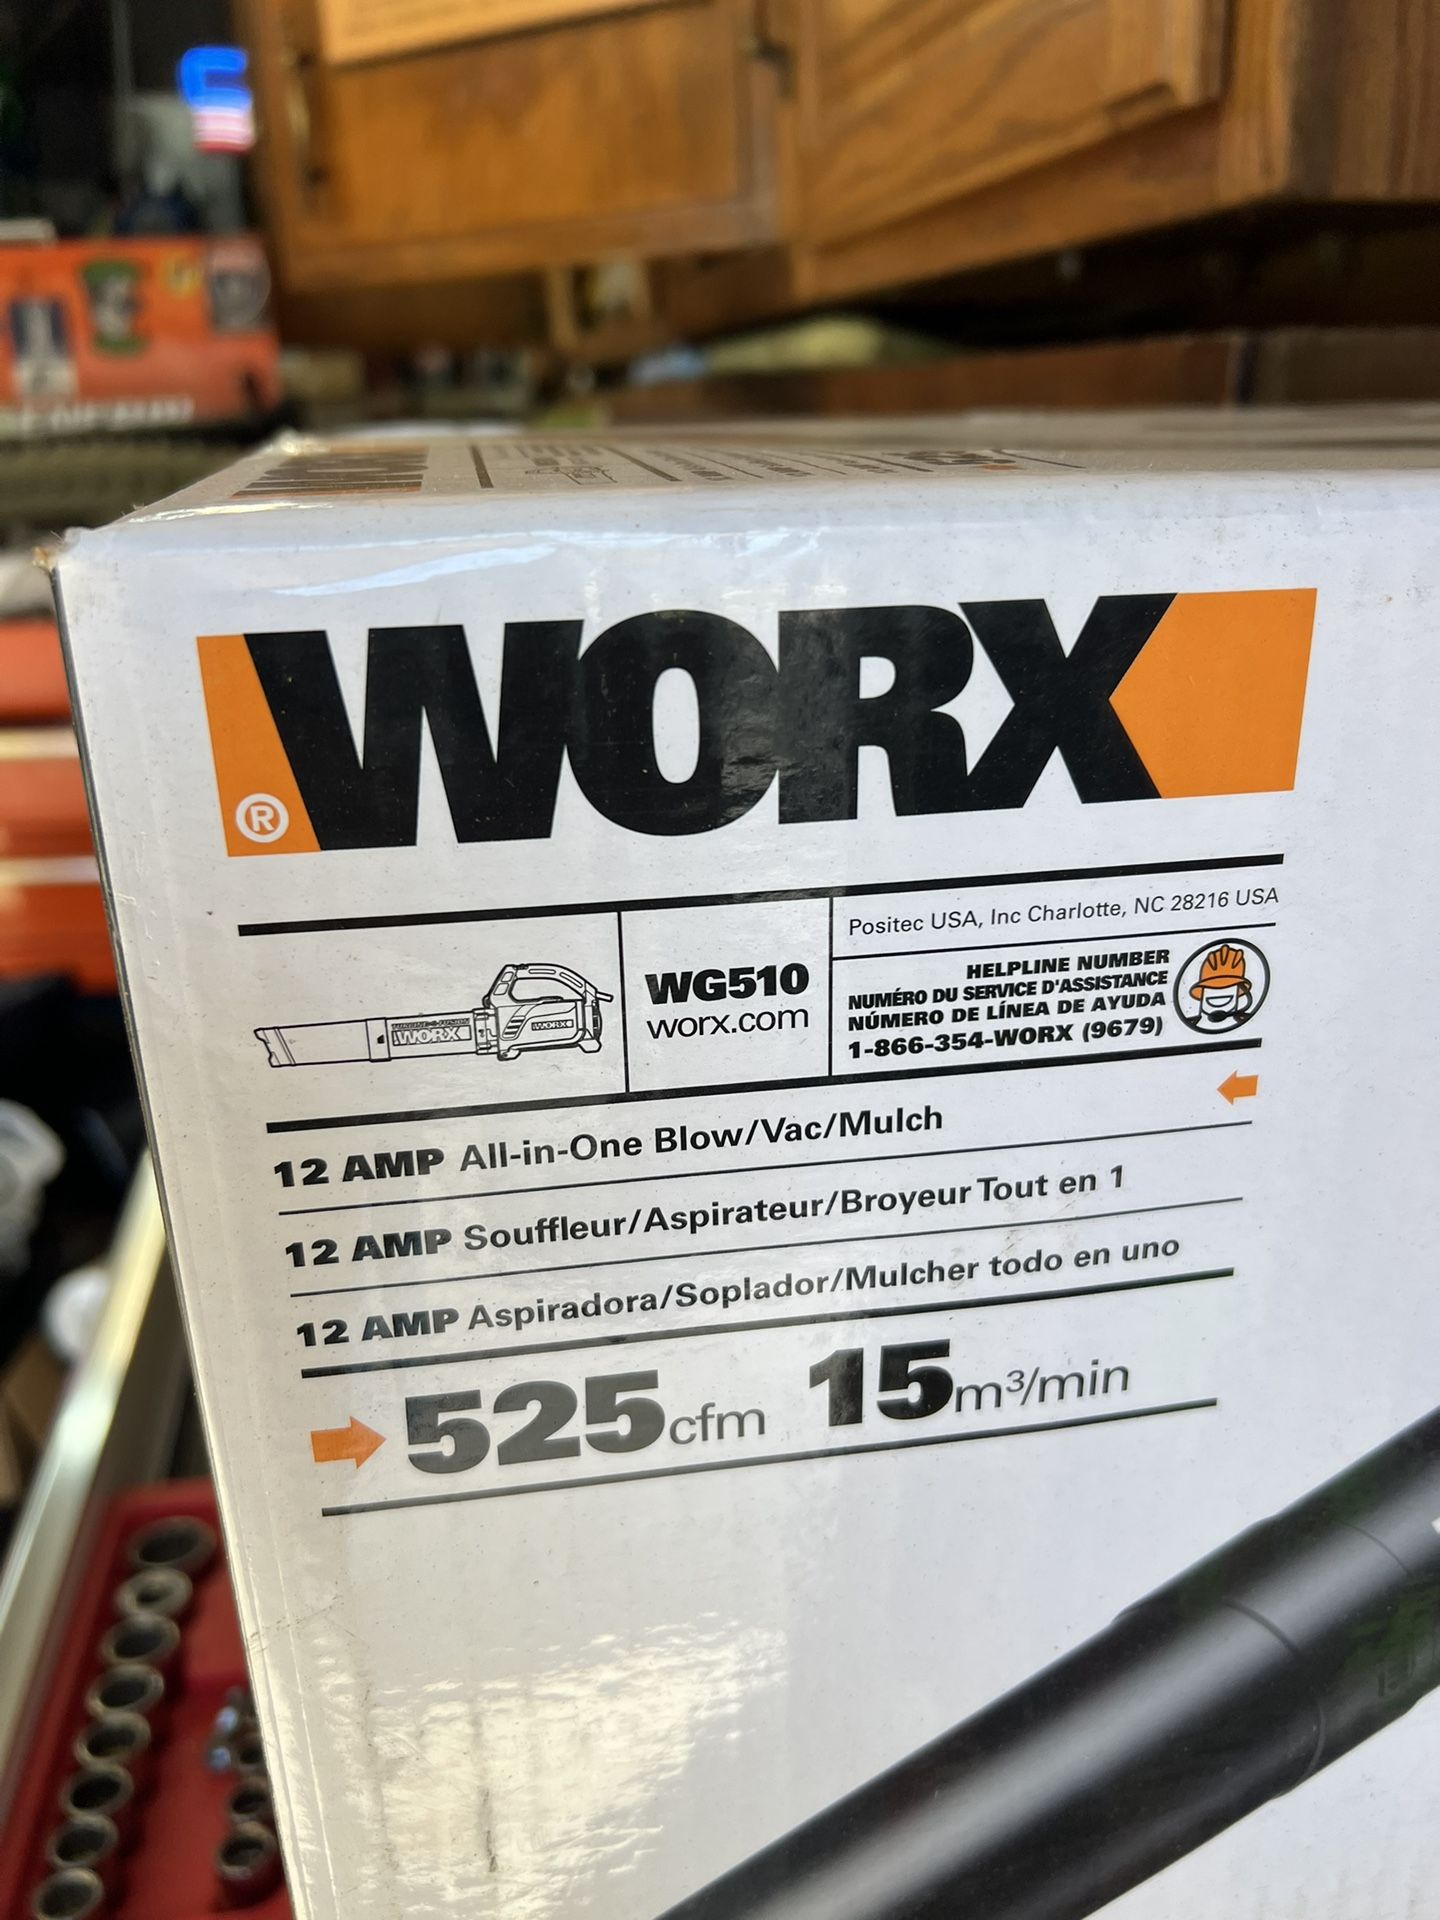 WORX
®
WORX
WORX
WG510
worx.com
Positec USA, Inc Charlotte, NC 28216 USA
HELPLINE NUMBER
NUMÉRO DU SERVICE D'ASSISTANCE
NÚMERO DE LÍNEA DE AYUDA
1-866-354-WORX (9679)
12 AMP All-in-One Blow/Vac/Mulch
12 AMP Souffleur/Aspirateur/Broyeur Tout en 1
12 AMP Aspiradora/Soplador/Mulcher todo en uno
525cfm 15m³/min